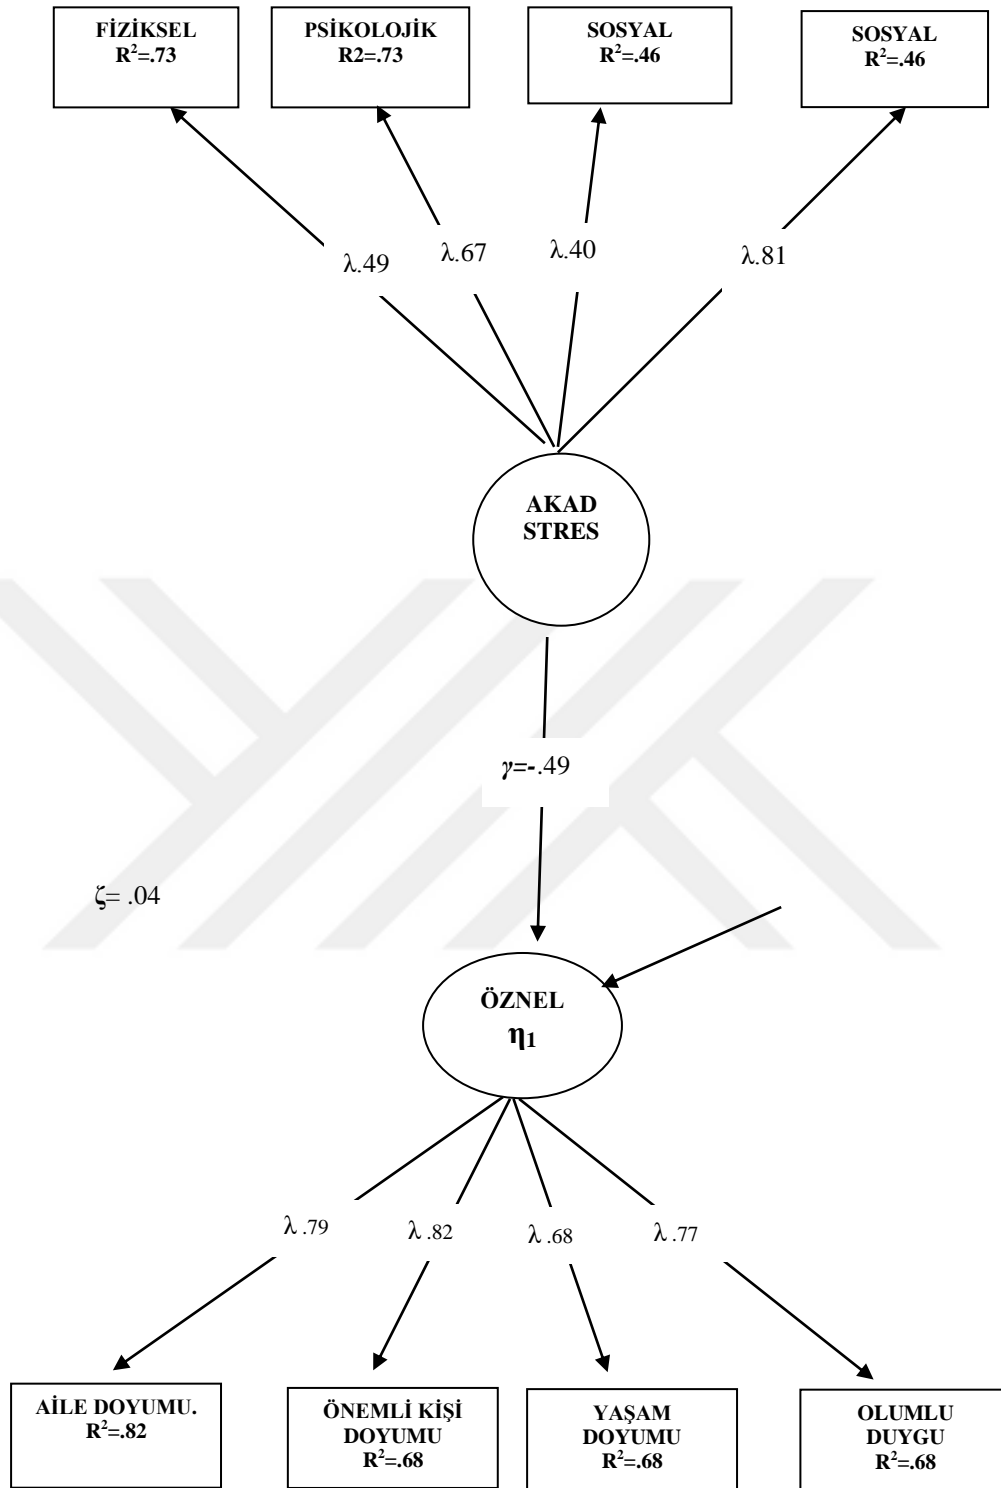 FİZİKSEL
R²=.73
PSİKOLOJİK
R2=.73
SOSYAL
R²=.46
SOSYAL
R²=.46
λ.49
λ.67
λ.40
λ.81
AKAD
STRES
γ=-.49
ζ= .04
ÖZNEL
η₁
λ .79
λ .82
λ .68
λ .77
AİLE DOYUMU.
R²=.82
ÖNEMLİ KİŞİ
DOYUMU
R²=.68
YAŞAM
DOYUMU
R²=.68
OLUMLU
DUYGU
R²=.68